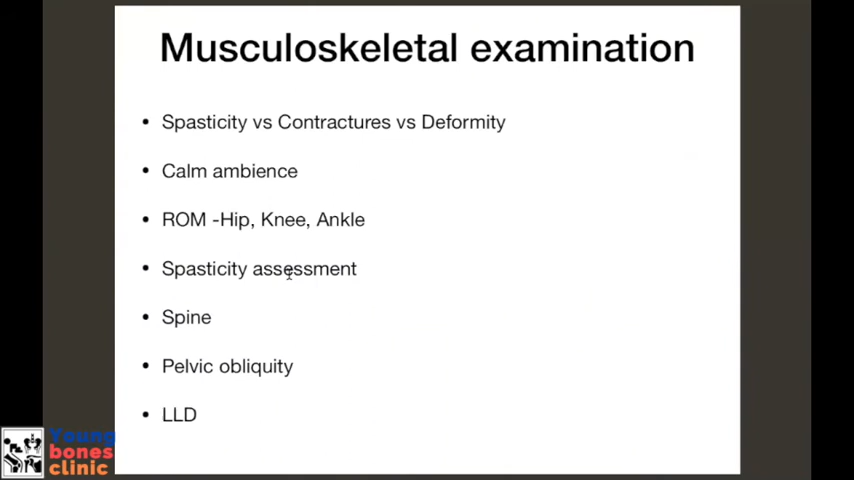 Musculoskeletal examination
• Spasticity vs Contractures vs Deformity
• Calm ambience
• ROM -Hip, Knee, Ankle
• Spasticity assessment
• Spine
• Pelvic obliquity
• LLD
Young
bones
clinic